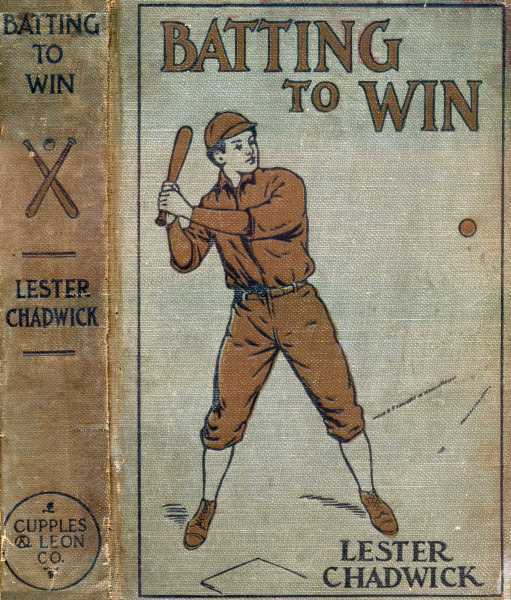 BATTING
TO
WIN
LESTER
CHADWICK
CUPPLES
& LEON
CO.
BATTING
TO WIN
LESTER
CHADWICK